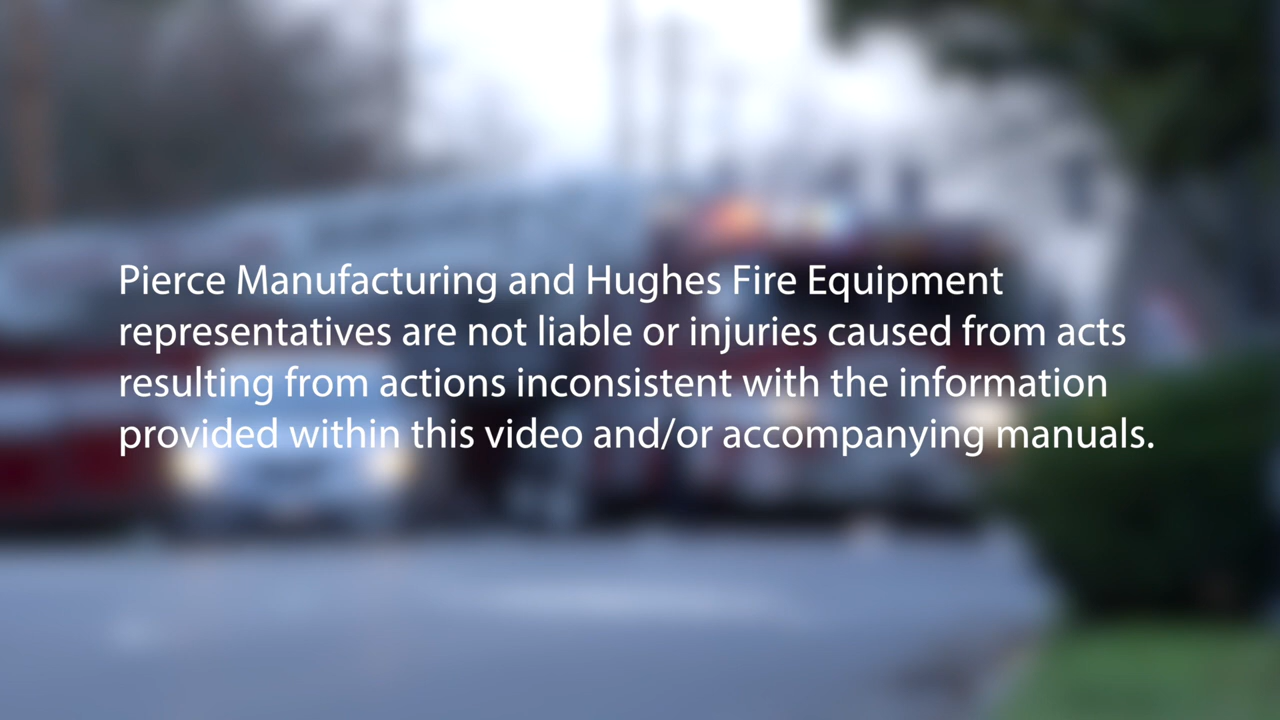 Pierce Manufacturing and Hughes Fire Equipment
representatives are not liable or injuries caused from acts
resulting from actions inconsistent with the information
provided within this video and/or accompanying manuals.